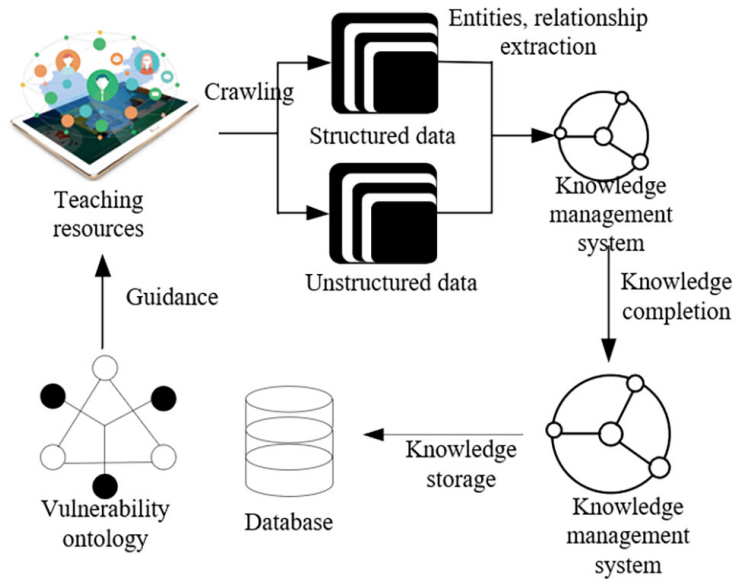 Entities, relationship
extraction
Crawling
Structured data
Teaching
resources
Unstructured data
Knowledge
management
system
Guidance
Knowledge
completion
Knowledge
storage
Vulnerability
ontology
Database
Knowledge
management
system